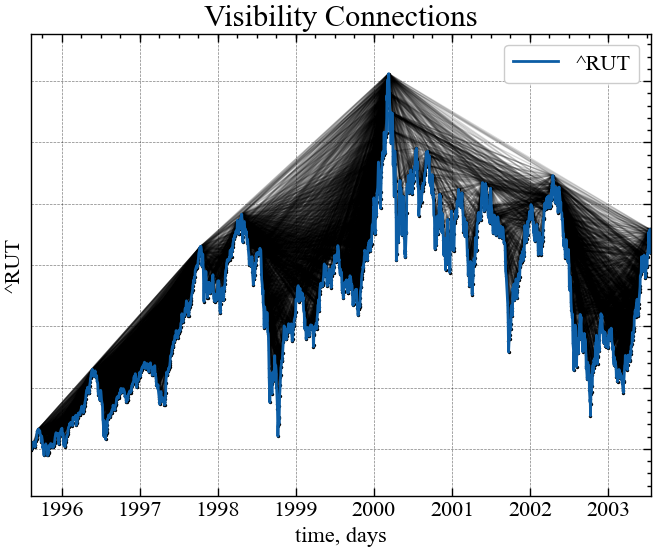 Visibility Connections
^RUT
^RUT
1996 1997 1998 1999 2000 2001 2002 2003
time, days